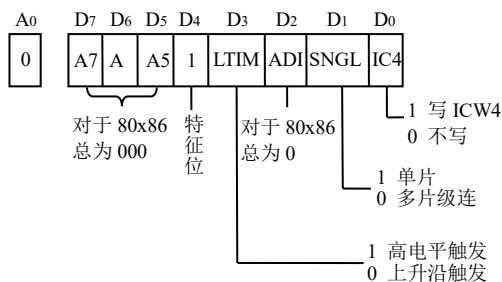 A0 D7 D6 D5 D4 D3 D2 D1 D0
0 A7 A A5 1 LTIM ADI SNGL IC4
对于 80x86
总为 000
特
征
位
对于 80x86
总为 0
1 写 ICW4
0 不写
1 单片
0 多片级连
1 高电平触发
0 上升沿触发